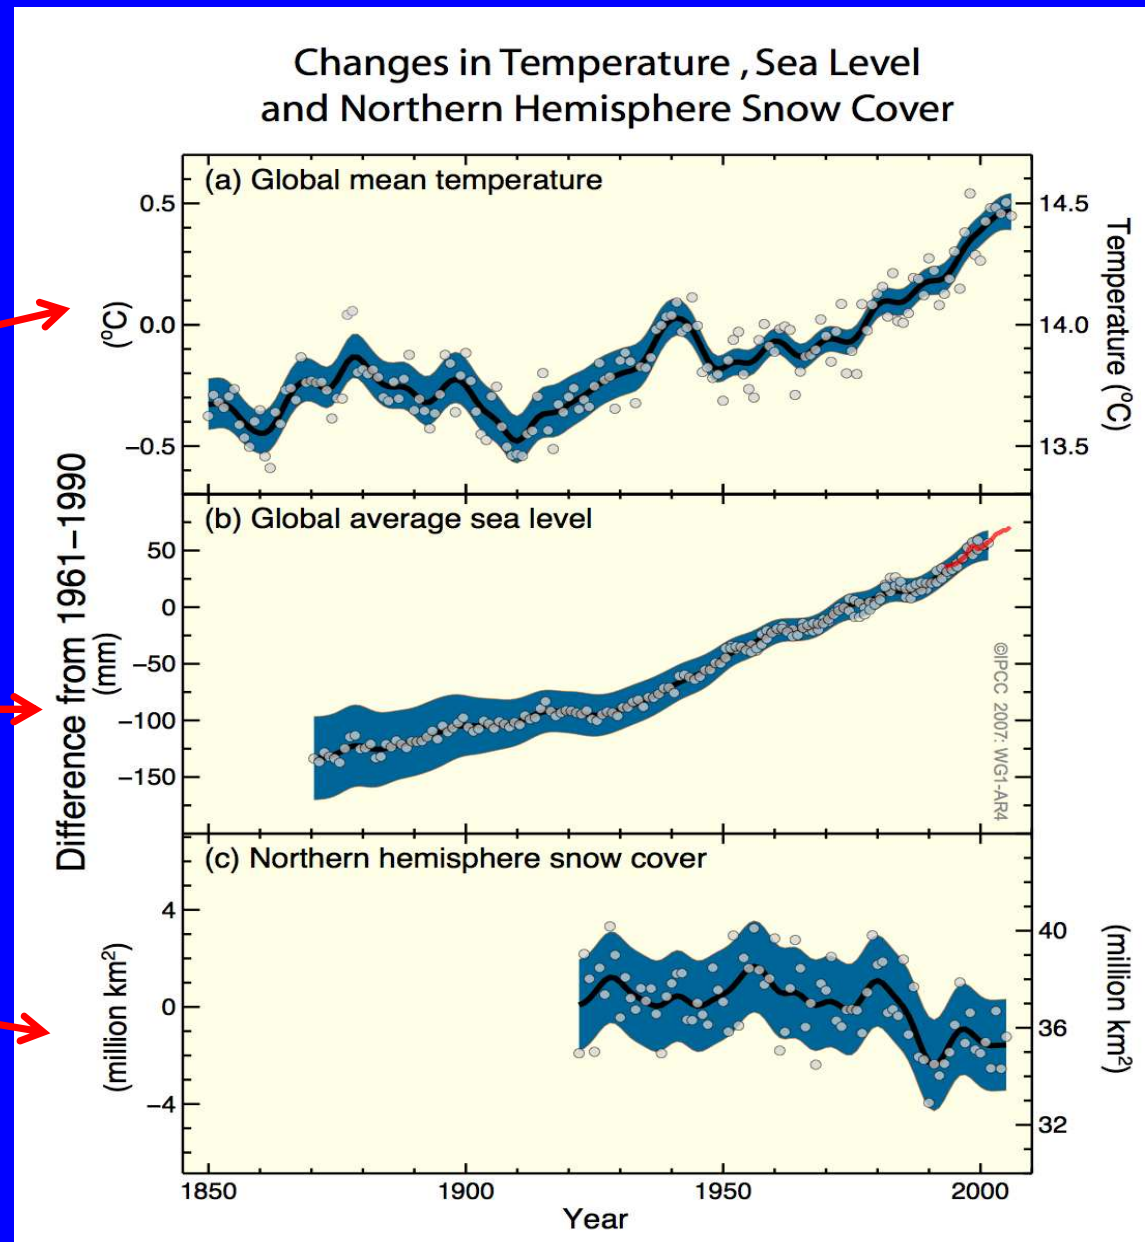 Changes in Temperature , Sea Level
and Northern Hemisphere Snow Cover
Difference from 1961–1990
(a) Global mean temperature
(°C)
0.5
0.0
−0.5
14.5
14.0
13.5
Temperature (°C)
(b) Global average sea level
(mm)
50
0
−50
−100
−150
©IPCC 2007: WG1-AR4
(c) Northern hemisphere snow cover
(million km²)
4
0
−4
40
36
32
(million km²)
1850 1900 1950 2000
Year